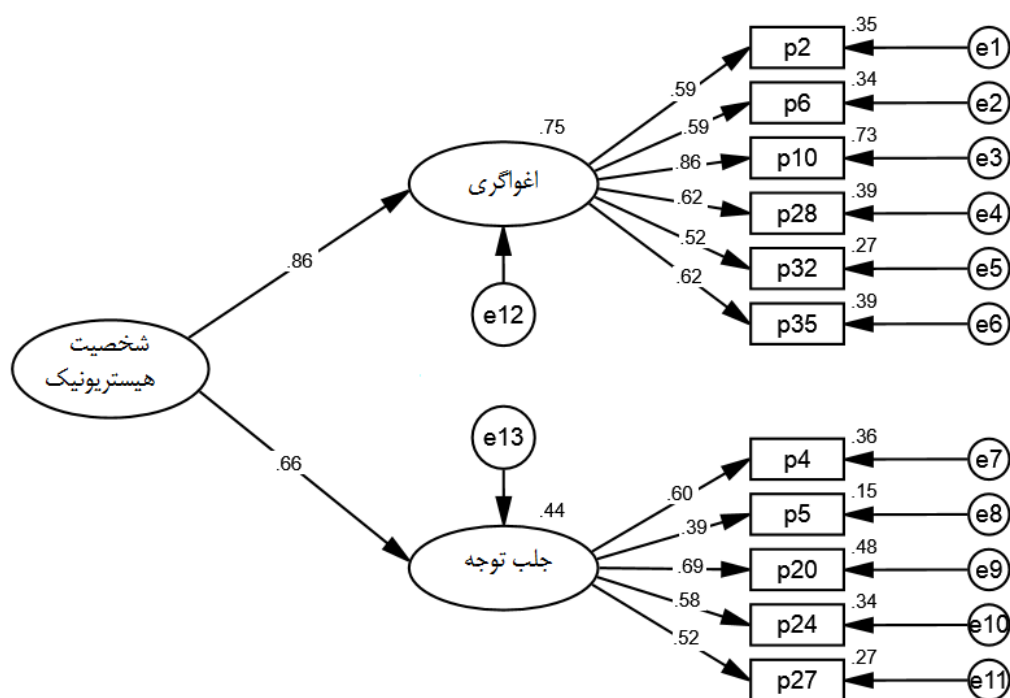 .35
p2
e1
.59
.34
p6
e2
.59
.75
.73
p10
e3
.86
اغواگری
.39
p28
e4
.62
.27
p32
e5
.52
.86
.39
p35
e6
.62
e12
شخصیت
هیستریونیک
e13
.36
p4
e7
.60
.66
.15
p5
e8
.39
.44
.48
p20
e9
.69
جلب توجه
.34
p24
e10
.58
.27
p27
e11
.52